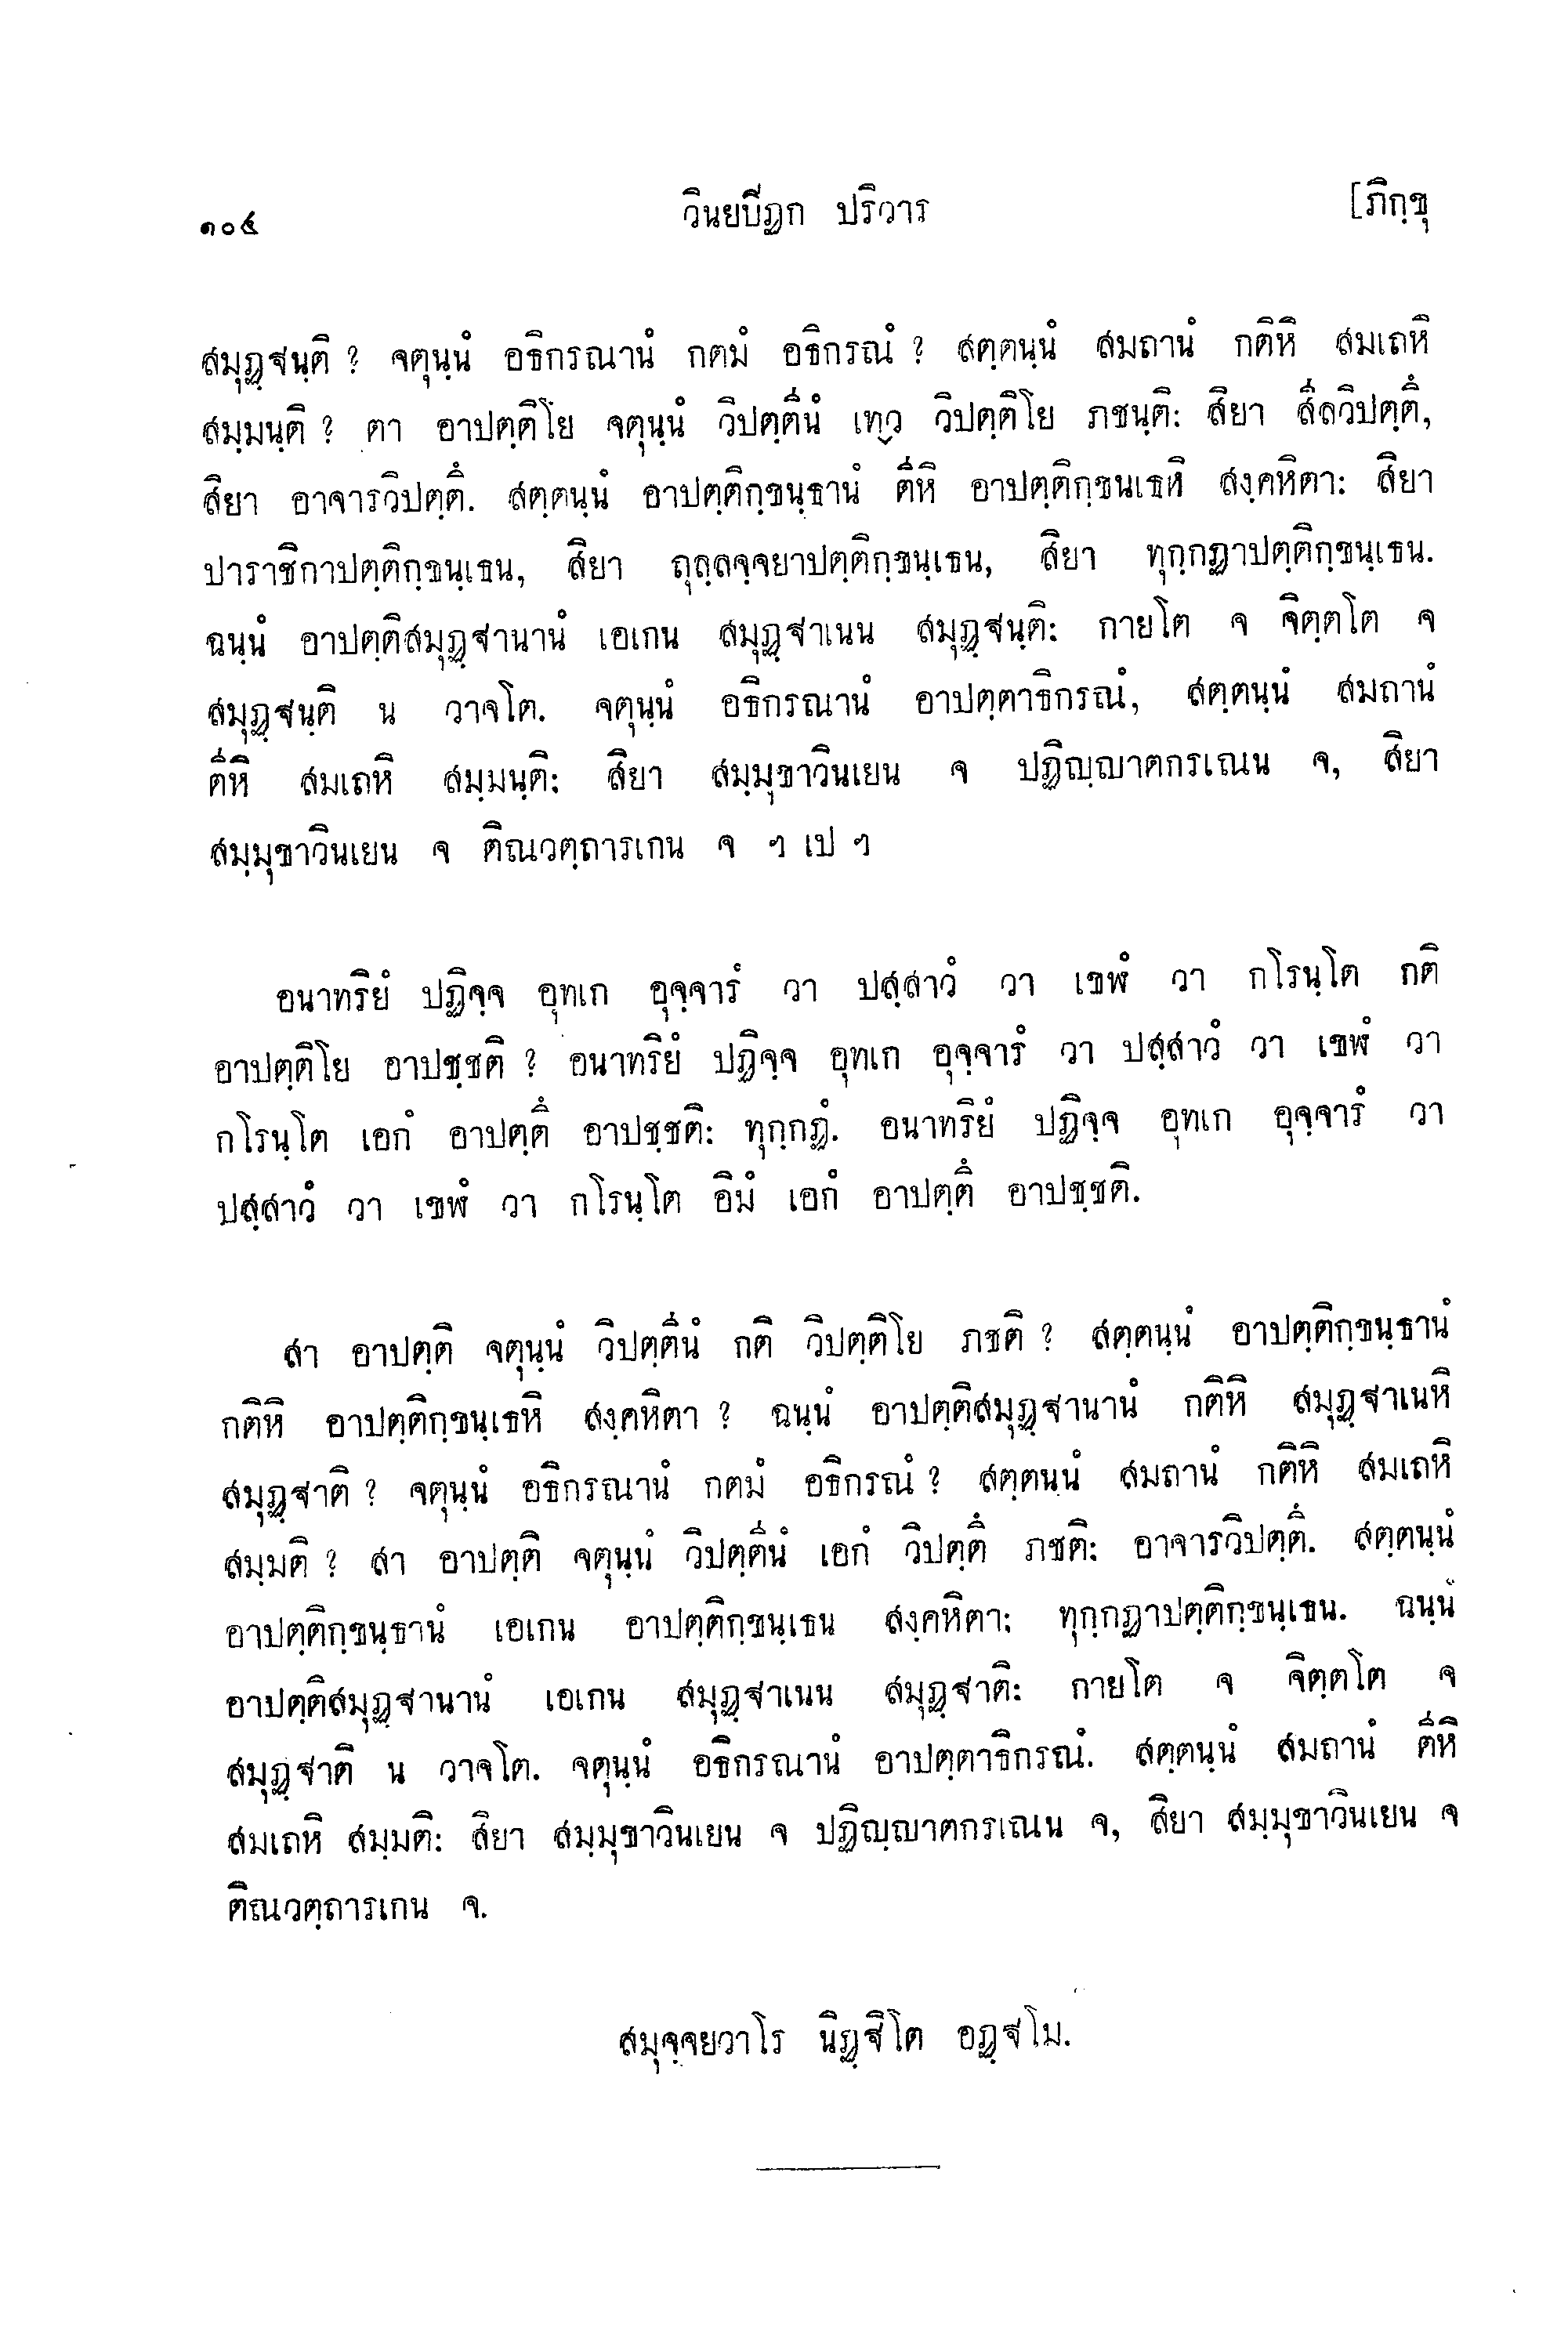 ๑๐๔ วินยปิฏก ปริวาร [ภิกฺขุ
สมุฏฺฐนฺติ ? จตุนฺนํ อธิกรณานํ กตมํ อธิกรณํ ? สตฺตนฺนํ สมถานํ กติหิ สมเถหิ
สมฺมนฺติ ? ตา อาปตฺติโย จตุนฺนํ วิปตฺตีนํ เทฺว วิปตฺติโย ภชนฺติ: สิยา สีลวิปตฺตึ,
สิยา อาจารวิปตฺตึ. สตฺตนฺนํ อาปตฺติกฺขนฺธานํ ตีหิ อาปตฺติกฺขนเธหิ สงฺคหิตา: สิยา
ปาราชิกาปตฺติกฺขนฺเธน, สิยา ถุลฺลจฺจยาปตฺติกฺขนฺเธน, สิยา ทุกฺกฏาปตฺติกฺขนฺเธน.
ฉนฺนํ อาปตฺติสมุฏฺฐานานํ เอเกน สมุฏฺฐาเนน สมุฏฺฐนฺติ: กายโต จ จิตฺตโต จ
สมุฏฺฐนฺติ น วาจโต. จตุนฺนํ อธิกรณานํ อาปตฺตาธิกรณํ, สตฺตนฺนํ สมถานํ
ตีหิ สมเถหิ สมฺมนฺติ: สิยา สมฺมุขาวินเยน จ ปฏิญฺญาตกรเณน จ, สิยา
สมฺมุขาวินเยน จ ติณวตฺถารเกน จ ฯ เป ฯ
อนาทริยํ ปฏิจฺจ อุทเก อุจฺจารํ วา ปสฺสาวํ วา เขฬํ วา กโรนฺโต กติ
อาปตฺติโย อาปชฺชติ ? อนาทริยํ ปฏิจฺจ อุทเก อุจฺจารํ วา ปสฺสาวํ วา เขฬํ วา
กโรนฺโต เอกํ อาปตฺตึ อาปชฺชติ: ทุกฺกฏํ. อนาทริยํ ปฏิจฺจ อุทเก อุจฺจารํ วา
ปสฺสาวํ วา เขฬํ วา กโรนฺโต อิมํ เอกํ อาปตฺตึ อาปชฺชติ.
สา อาปตฺติ จตุนฺนํ วิปตฺตีนํ กติ วิปตฺติโย ภชติ ? สตฺตนฺนํ อาปตฺติกฺขนฺธานํ
กติหิ อาปตฺติกฺขนฺเธหิ สงฺคหิตา ? ฉนฺนํ อาปตฺติสมุฏฺฐานานํ กติหิ สมุฏฺฐาเนหิ
สมุฏฺฐาติ ? จตุนฺนํ อธิกรณานํ กตมํ อธิกรณํ ? สตฺตนฺนํ สมถานํ กติหิ สมเถหิ
สมฺมติ ? สา อาปตฺติ จตุนฺนํ วิปตฺตีนํ เอกํ วิปตฺตึ ภชติ: อาจารวิปตฺตึ. สตฺตนฺนํ
อาปตฺติกฺขนฺธานํ เอเกน อาปตฺติกฺขนฺเธน สงฺคหิตา: ทุกฺกฏาปตฺติกฺขนฺเธน. ฉนฺนํ
อาปตฺติสมุฏฺฐานานํ เอเกน สมุฏฺฐาเนน สมุฏฺฐาติ: กายโต จ จิตฺตโต จ
สมุฏฺฐาติ น วาจโต. จตุนฺนํ อธิกรณานํ อาปตฺตาธิกรณํ. สตฺตนฺนํ สมถานํ ตีหิ
สมเถหิ สมฺมติ: สิยา สมฺมุขาวินเยน จ ปฏิญฺญาตกรเณน จ, สิยา สมฺมุขาวินเยน จ
ติณวตฺถารเกน จ.
สมุจฺจยวาโร นิฏฺฐิโต อฏฺฐโม.